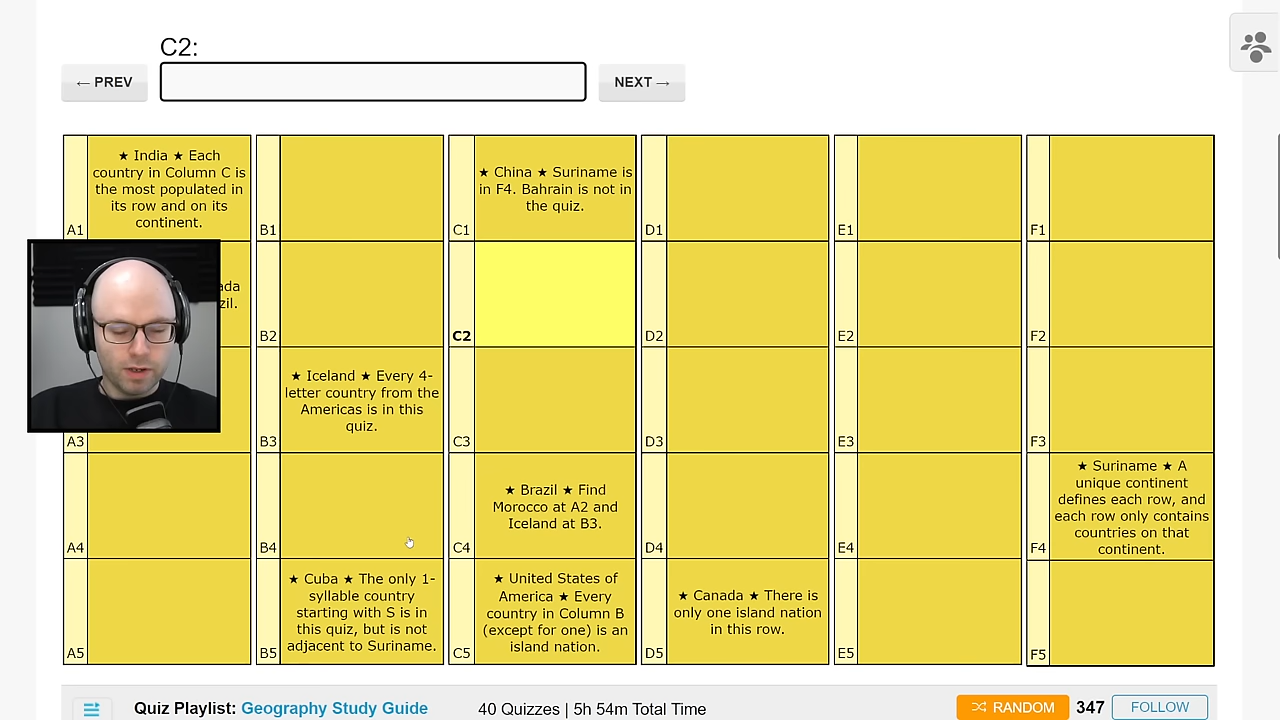 C2:
← PREV
NEXT →
★ India ★ Each
country in Column C is
the most populated in
its row and on its
continent.
A1
B1
★ China ★ Suriname is
in F4. Bahrain is not in
the quiz.
C1
D1
E1
F1
B2
C2
D2
E2
F2
A3
★ Iceland ★ Every 4-
letter country from the
Americas is in this
quiz.
B3
C3
D3
E3
F3
A4
B4
★ Brazil ★ Find
Morocco at A2 and
Iceland at B3.
C4
D4
E4
★ Suriname ★ A
unique continent
defines each row, and
each row only contains
countries on that
continent.
F4
A5
★ Cuba ★ The only 1-
syllable country
starting with S is in
this quiz, but is not
adjacent to Suriname.
B5
★ United States of
America ★ Every
country in Column B
(except for one) is an
island nation.
C5
★ Canada ★ There is
only one island nation
in this row.
D5
E5
F5
Quiz Playlist: Geography Study Guide
40 Quizzes | 5h 54m Total Time
RANDOM
347
FOLLOW